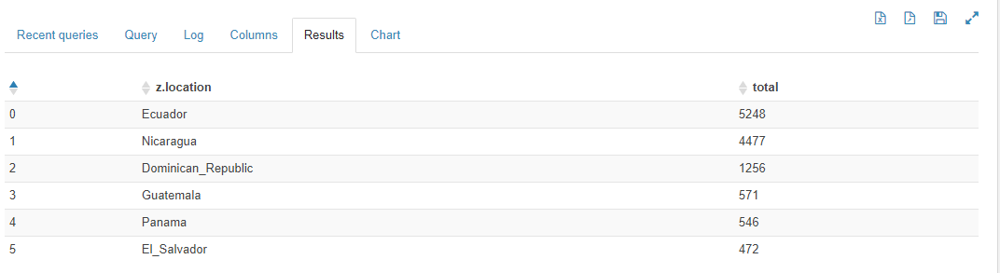 Recent queries Query Log Columns Results Chart
z.location total
0 Ecuador 5248
1 Nicaragua 4477
2 Dominican_Republic 1256
3 Guatemala 571
4 Panama 546
5 El_Salvador 472